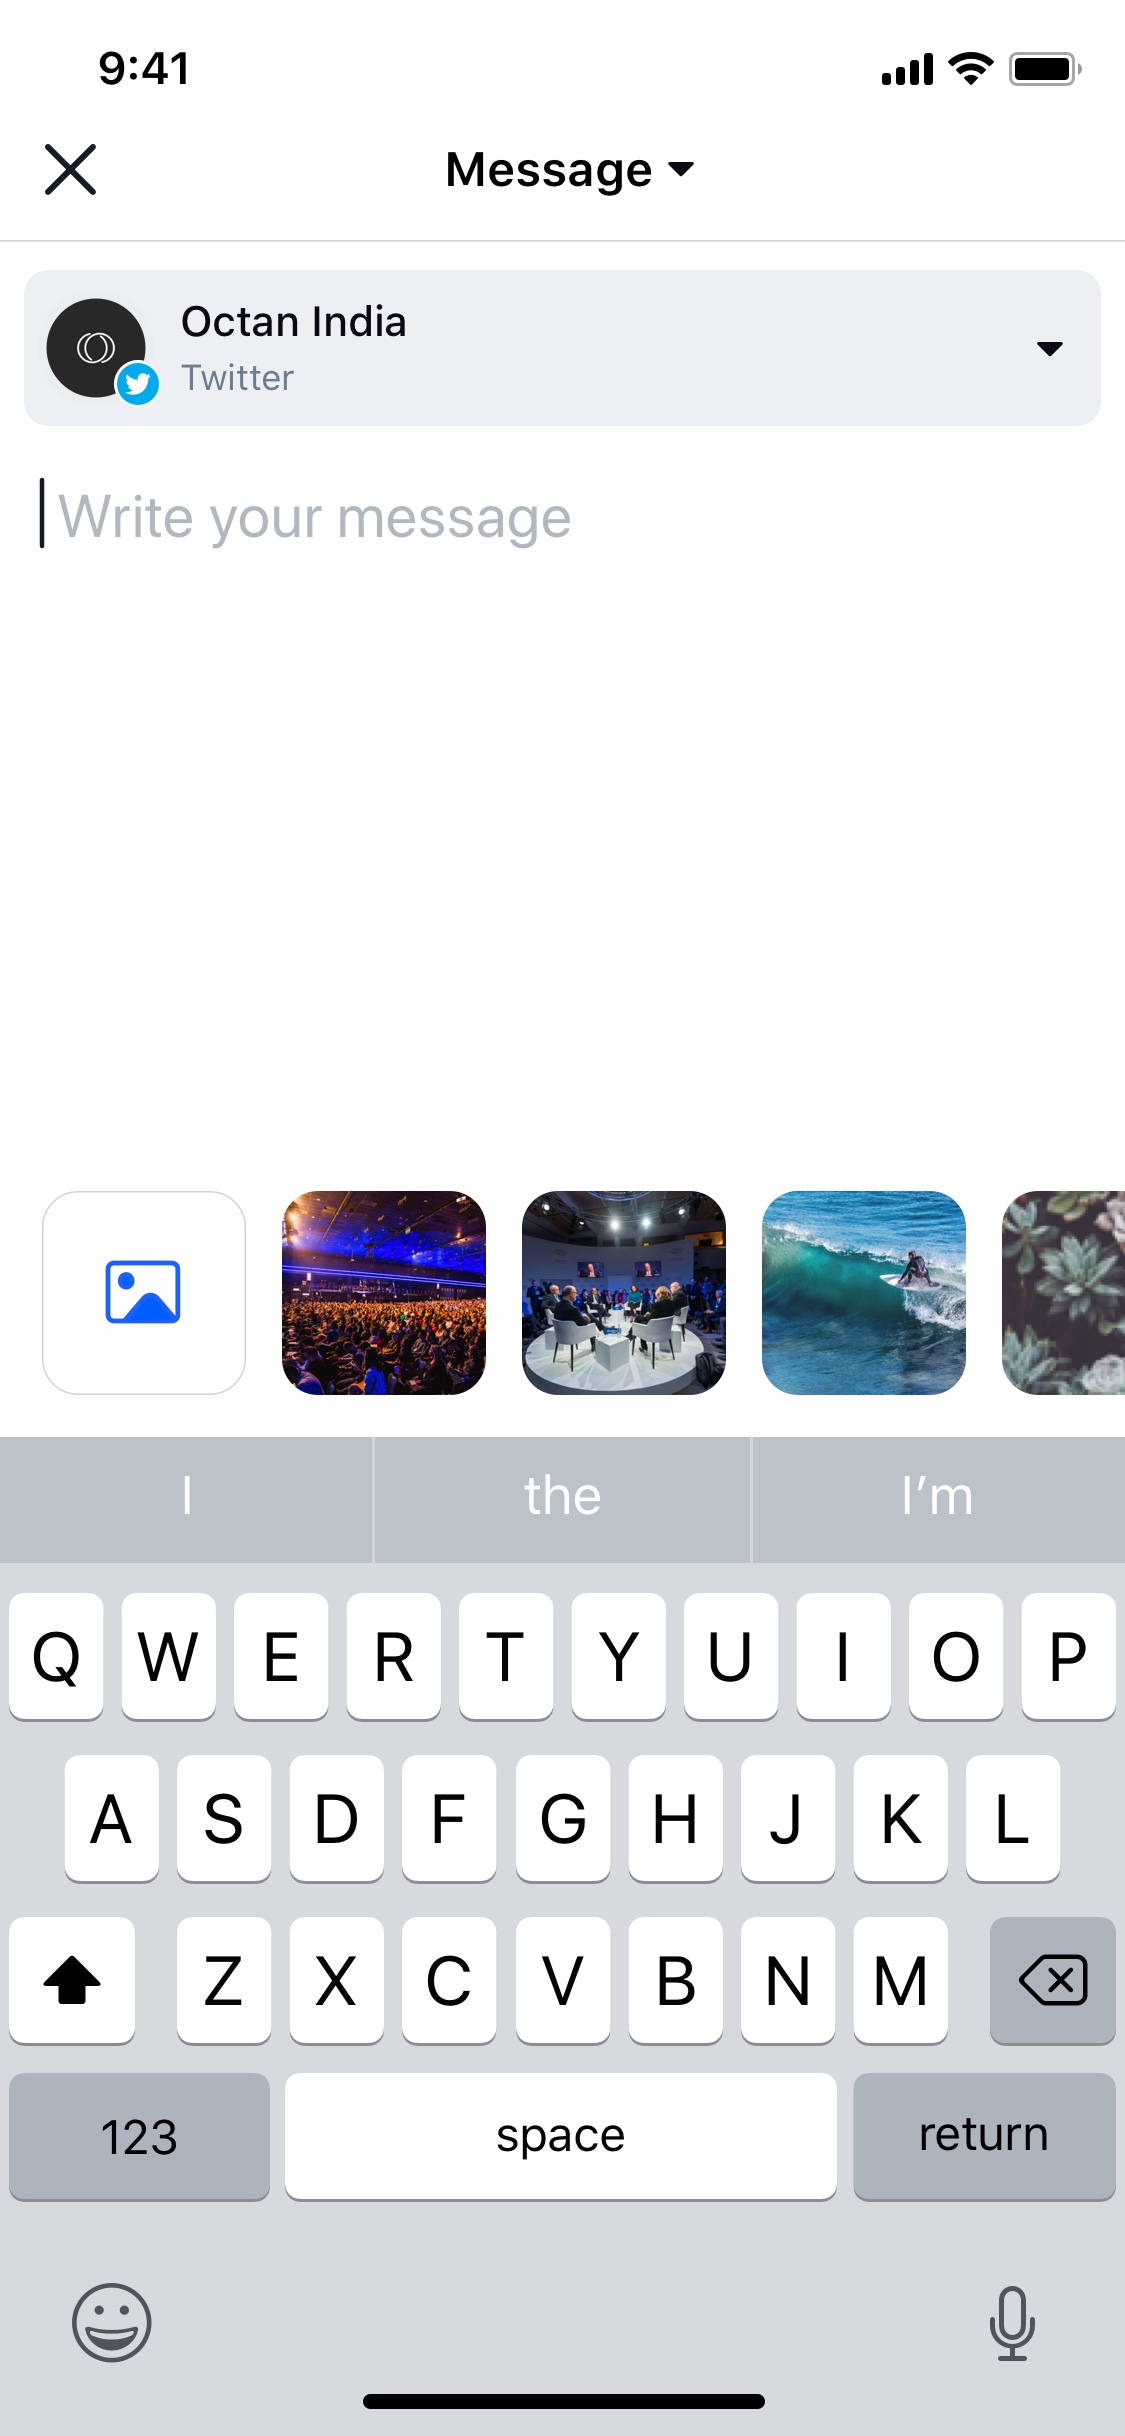 9:41
Message
Octan India
Twitter
Write your message
I the I’m
Q W E R T Y U I O P
A S D F G H J K L
Z X C V B N M
123 space return